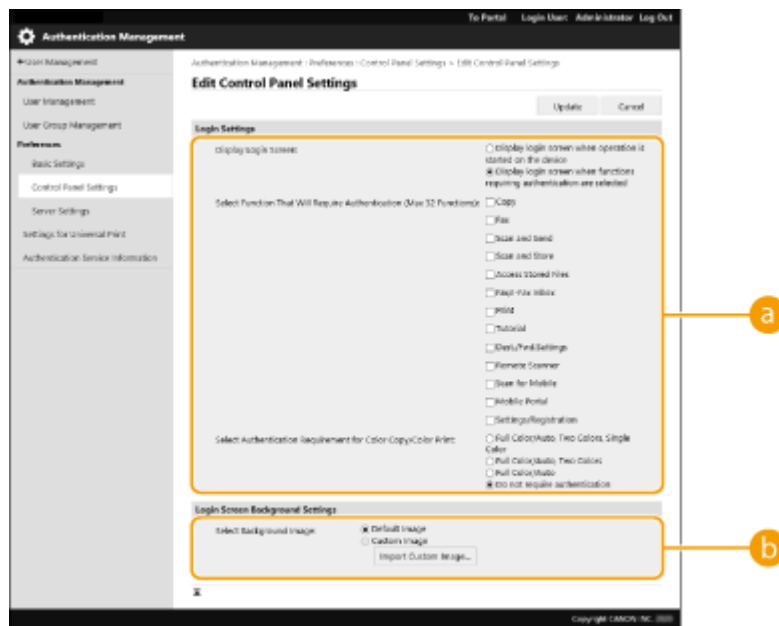 To Portal Login User: Administrator Log Out
Authentication Management
User Management
Authentication Management
User Management
User Group Management
Preferences
Basic Settings
Control Panel Settings
Server Settings
Settings for Universal Print
Authentication Service Information
Authentication Management : Preferences : Control Panel Settings > Edit Control Panel Settings
Edit Control Panel Settings
Update Cancel
Login Settings
Display Login Screen:
Display login screen when operation is
started on the device
Display login screen when functions
requiring authentication are selected
Select Function That Will Require Authentication (Max 32 Functions):
Copy
Fax
Scan and Send
Scan and Store
Access Stored Files
Fax/I-Fax Inbox
Print
Tutorial
Dest./Fwd.Settings
Remote Scanner
Scan for Mobile
Mobile Portal
Settings/Registration
Select Authentication Requirement for Color Copy/Color Print:
Full Color/Auto, Two Colors, Single
Color
Full Color/Auto, Two Colors
Full Color/Auto
Do not require authentication
a
Login Screen Background Settings
Select Background Image:
Default Image
Custom Image
Import Custom Image...
b
Copyright CANON INC.